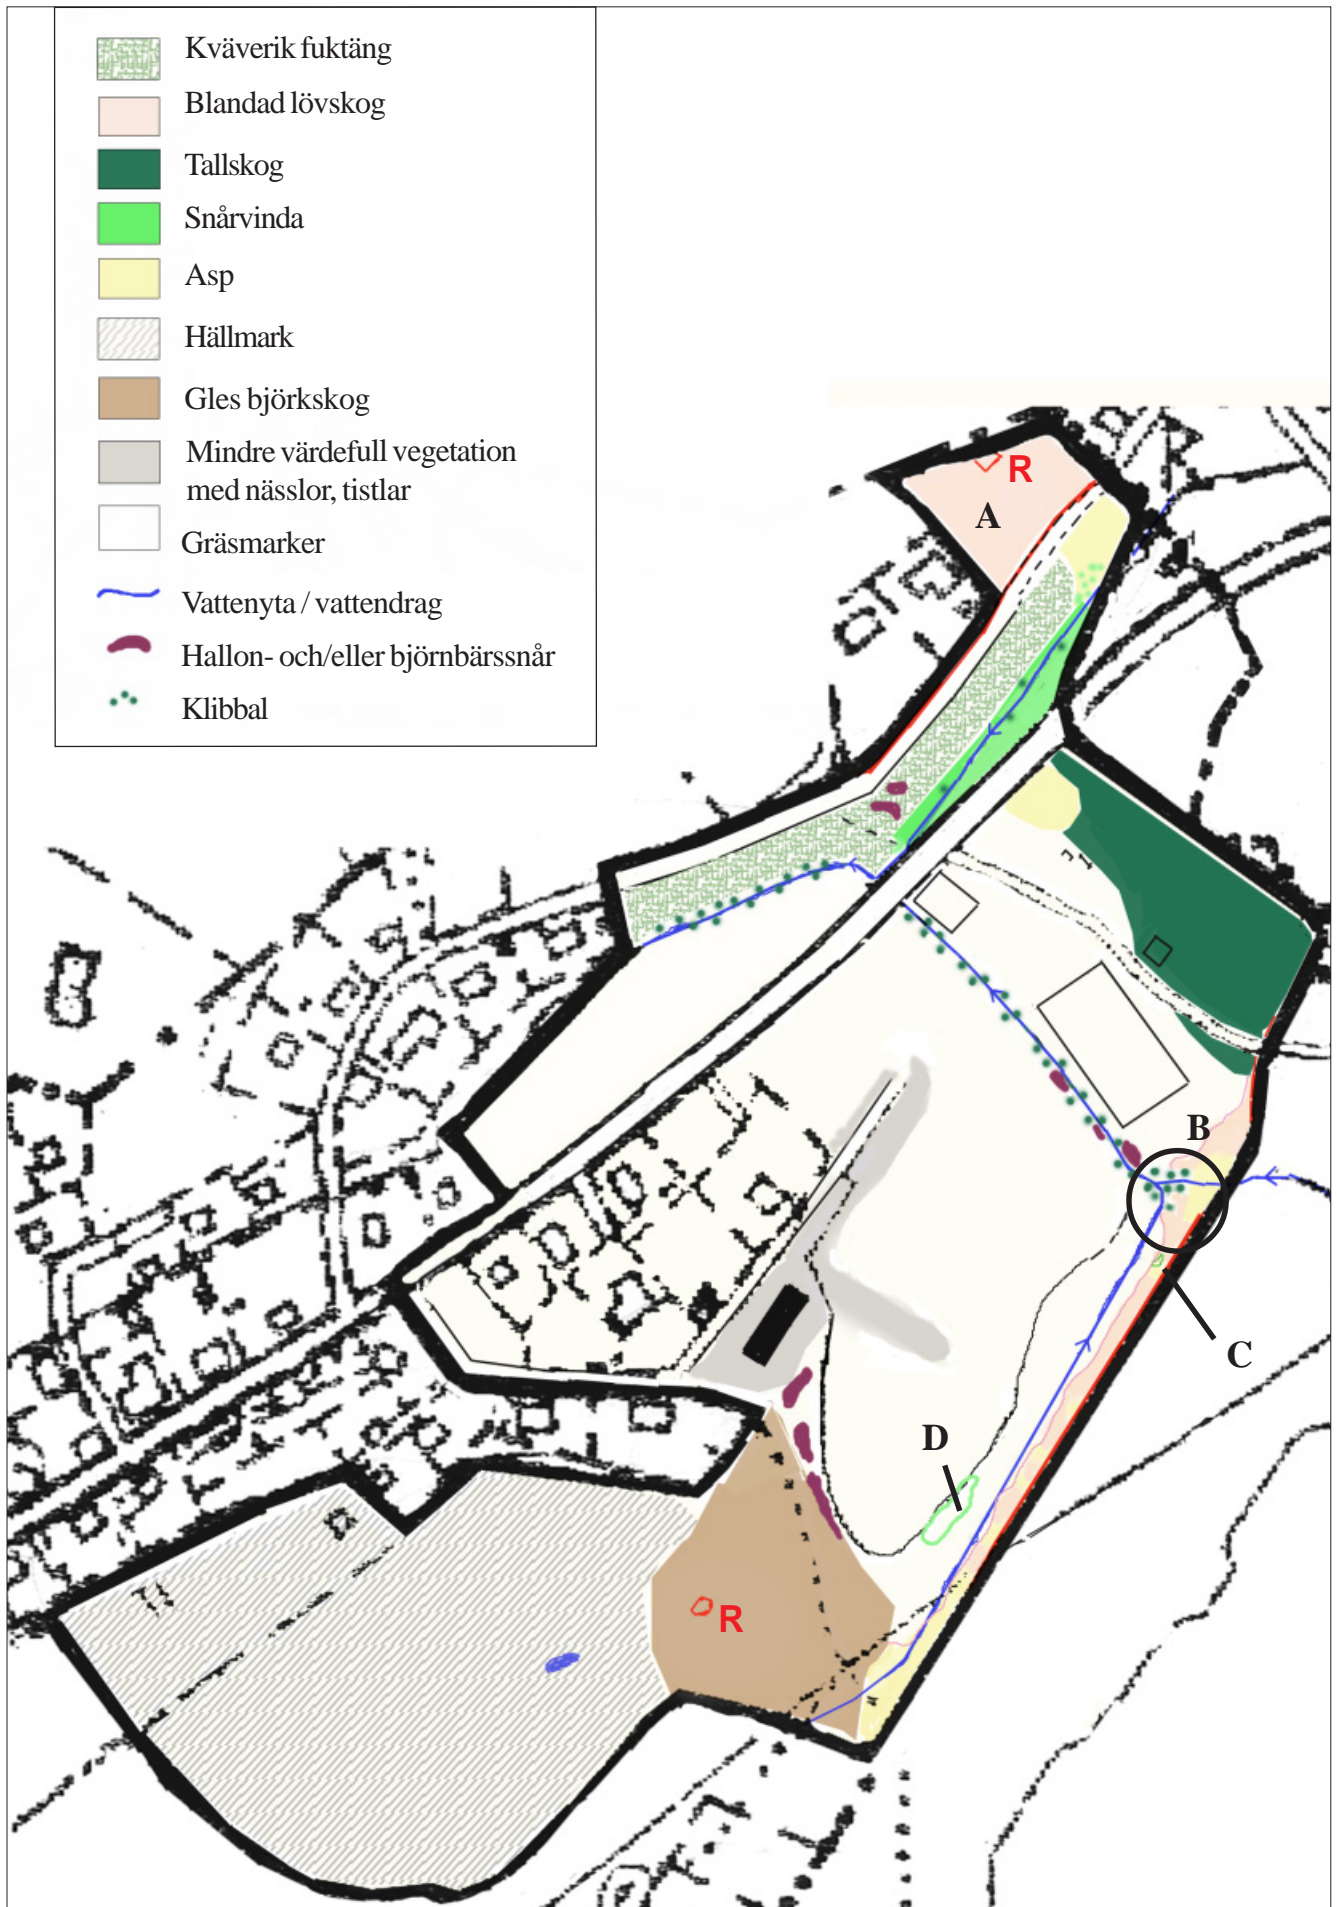 Kväverik fuktäng
Blandad lövskog
Tallskog
Snårvinda
Asp
Hällmark
Gles björkskog
Mindre värdefull vegetation
med nässlor, tistlar
Gräsmarker
Vattenyta / vattendrag
Hallon- och/eller björnbärssnår
Klibbal
R
A
B
C
D
R